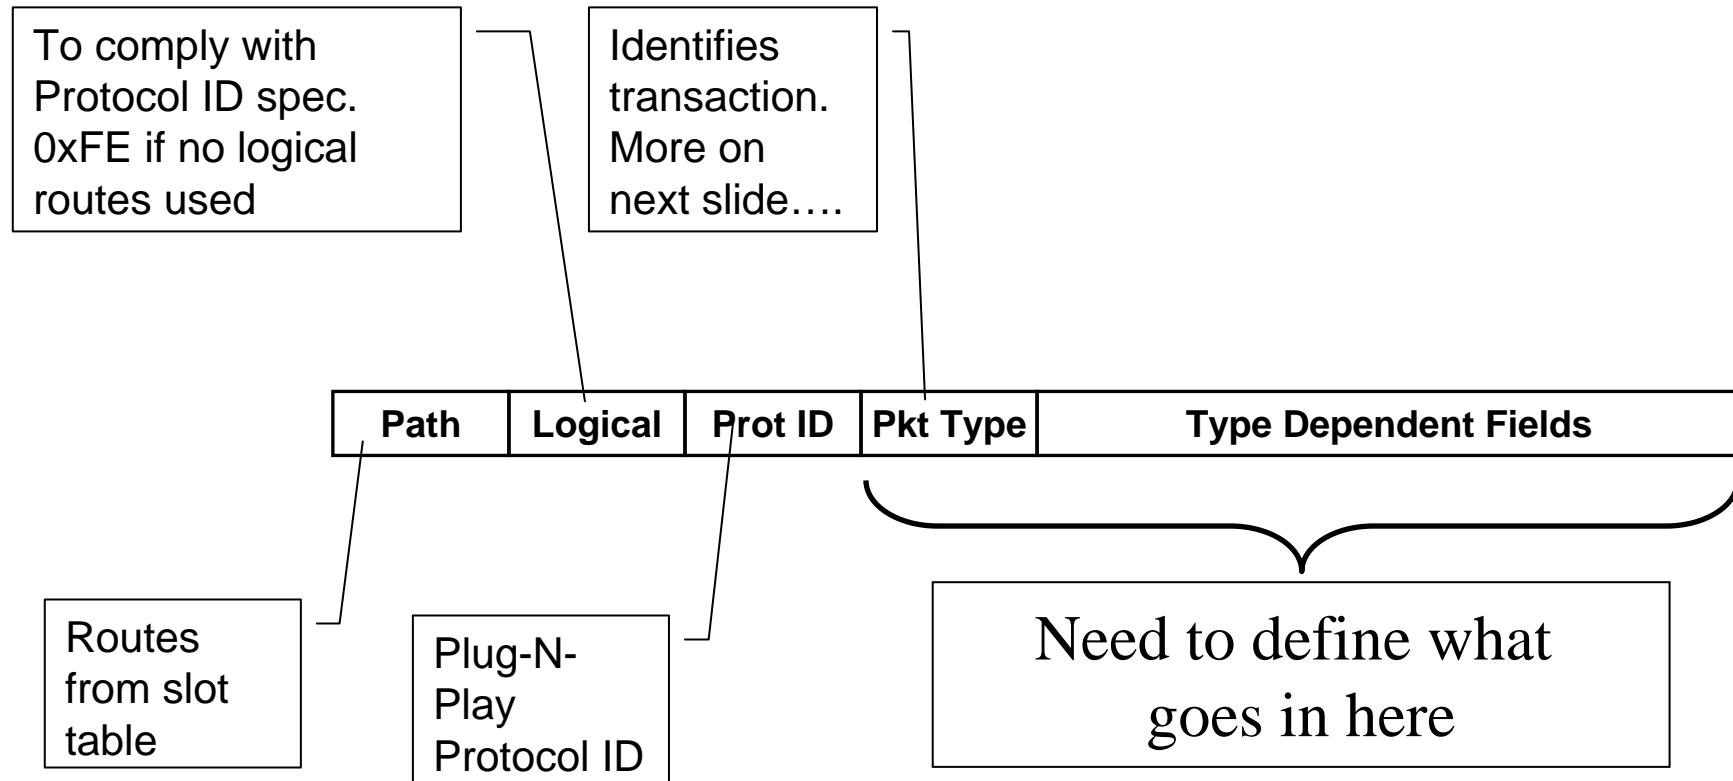 To comply with
Protocol ID spec.
0xFE if no logical
routes used
Identifies
transaction.
More on
next slide….
Path Logical Prot ID Pkt Type Type Dependent Fields
Routes
from slot
table
Plug-N-
Play
Protocol ID
Need to define what
goes in here